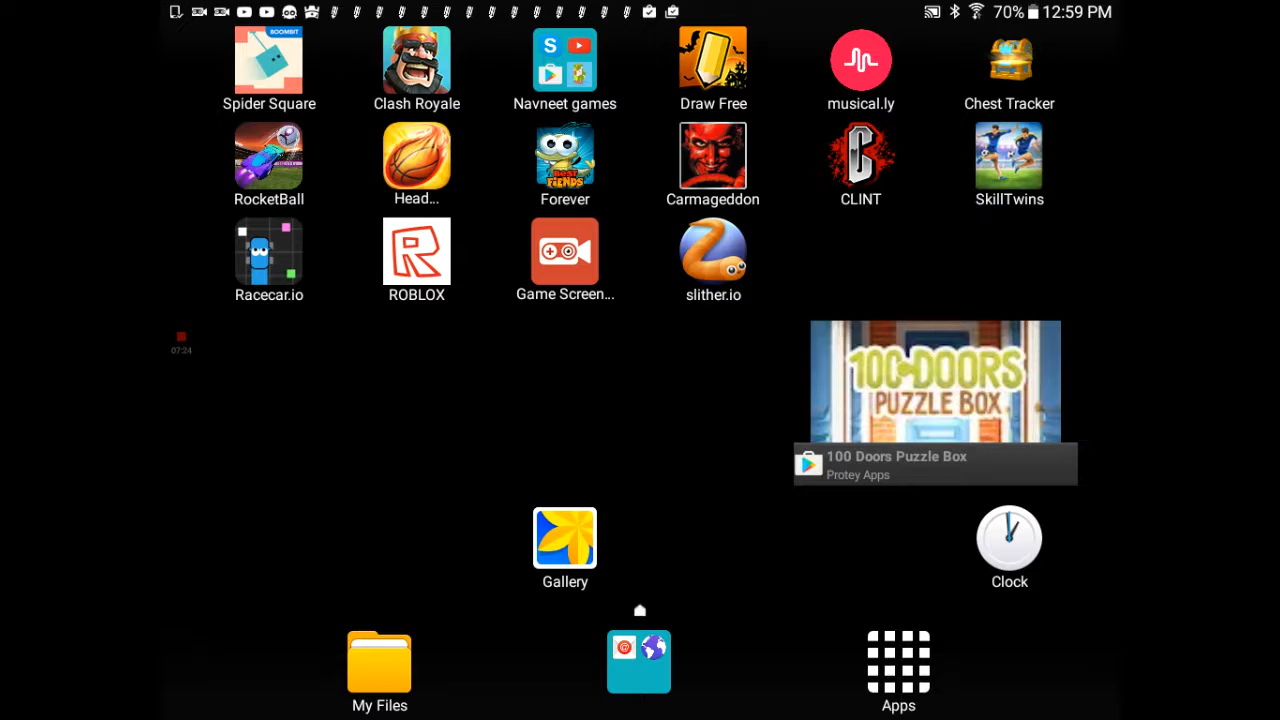 70% 12:59 PM
BOOMBIT
Spider Square
Clash Royale
Navneet games
Draw Free
musical.ly
Chest Tracker
BEST FIENDS
RocketBall
Head...
Forever
Carmageddon
CLINT
SkillTwins
Racecar.io
ROBLOX
Game Screen...
slither.io
07:24
100 DOORS
PUZZLE BOX
100 Doors Puzzle Box
Protey Apps
Gallery
Clock
My Files
Apps